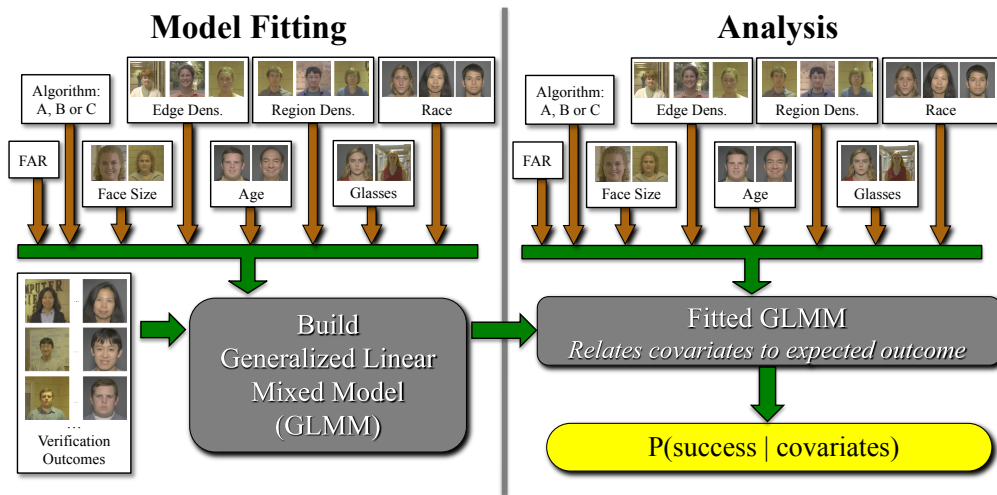 Model Fitting
Algorithm:
A, B or C
Edge Dens.
Region Dens.
Race
FAR
Face Size
Age
Glasses
...
...
...
...
Verification
Outcomes
Build
Generalized Linear
Mixed Model
(GLMM)
Analysis
Algorithm:
A, B or C
Edge Dens.
Region Dens.
Race
FAR
Face Size
Age
Glasses
Fitted GLMM
Relates covariates to expected outcome
P(success | covariates)